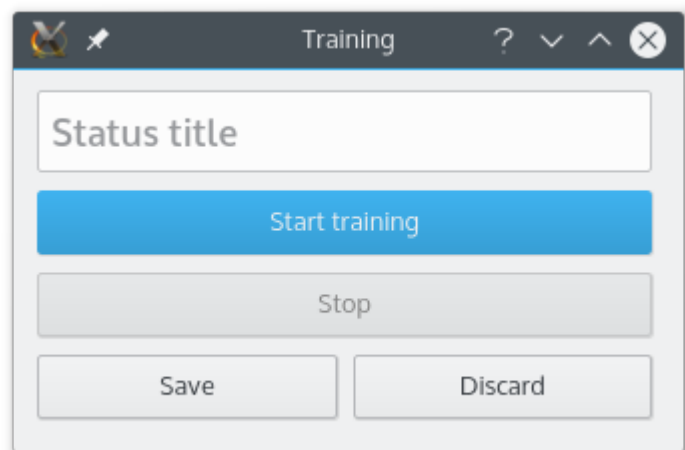 Training
Status title
Start training
Stop
Save
Discard